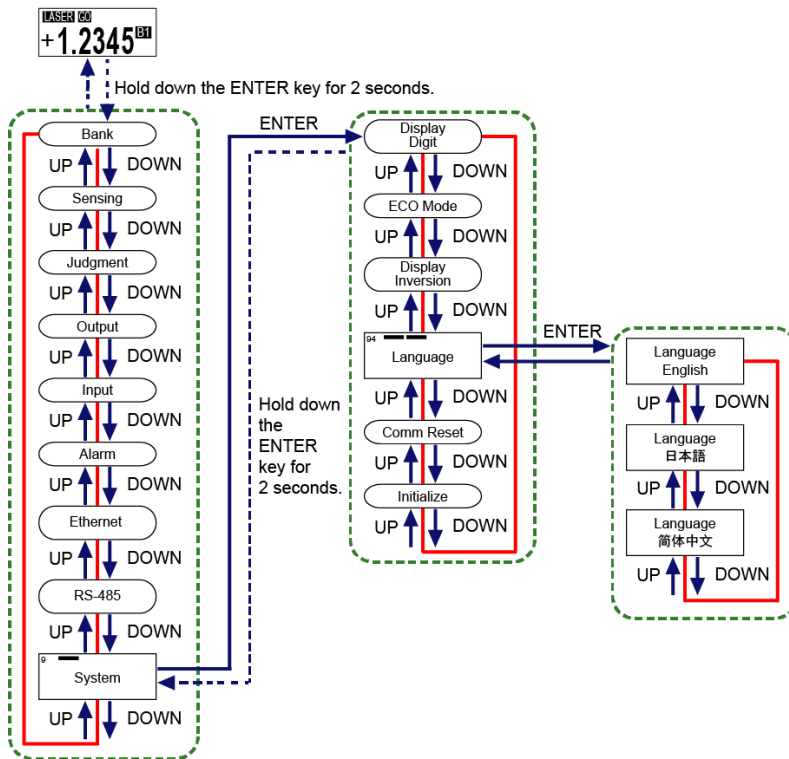 LASER GO
+1.2345 B1
Hold down the ENTER key for 2 seconds.
Bank
UP DOWN
Sensing
UP DOWN
Judgment
UP DOWN
Output
UP DOWN
Input
UP DOWN
Alarm
UP DOWN
Ethernet
UP DOWN
RS-485
UP DOWN
9
System
UP DOWN
ENTER
Hold down
the
ENTER
key for
2 seconds.
Display
Digit
UP DOWN
ECO Mode
UP DOWN
Display
Inversion
UP DOWN
94
Language
UP DOWN
Comm Reset
UP DOWN
Initialize
UP DOWN
ENTER
Language
English
UP DOWN
Language
日本語
UP DOWN
Language
简体中文
UP DOWN